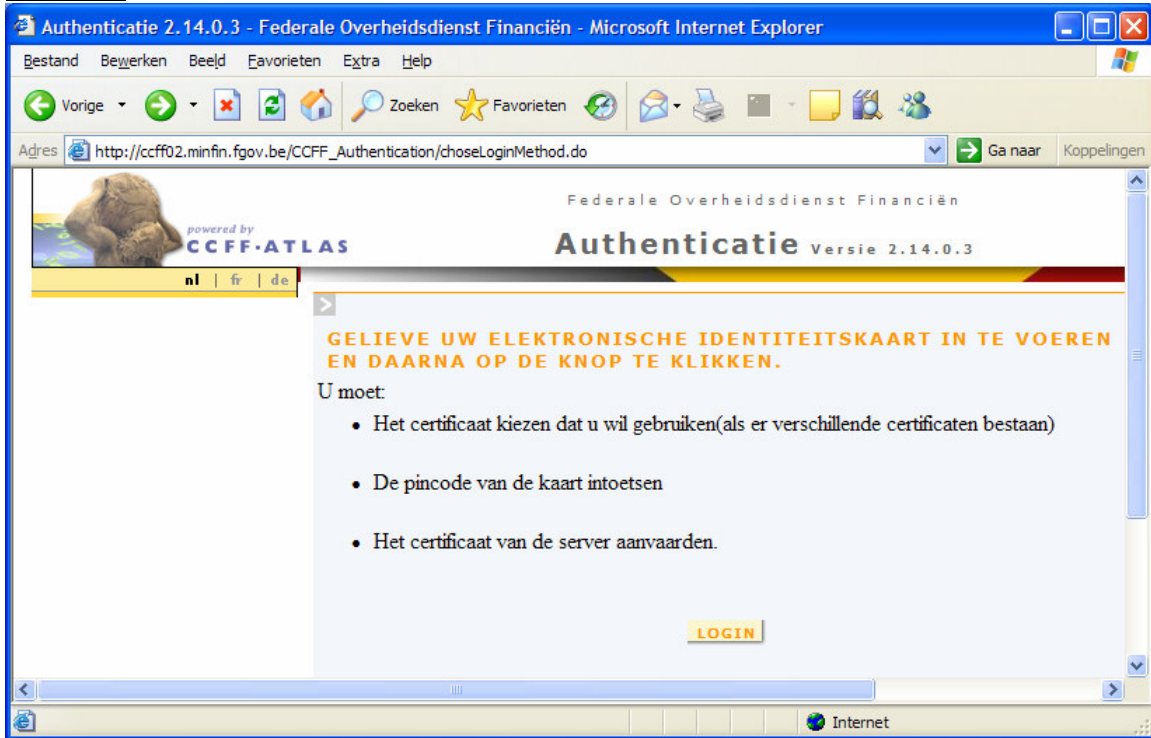 Authenticatie 2.14.0.3 - Federale Overheidsdienst Financiën - Microsoft Internet Explorer
Bestand Bewerken Beeld Favorieten Extra Help
Vorige Zoeken Favorieten
Adres http://ccff02.minfin.fgov.be/CCFF_Authentication/choseLoginMethod.do Ga naar Koppelingen
Federale Overheidsdienst Financiën
powered by
CCFF·ATLAS
Authenticatie Versie 2.14.0.3
nl | fr | de
GELIEVE UW ELEKTRONISCHE IDENTITEITSKAART IN TE VOEREN
EN DAARNA OP DE KNOP TE KLIKKEN.
U moet:
• Het certificaat kiezen dat u wil gebruiken(als er verschillende certificaten bestaan)
• De pincode van de kaart intoetsen
• Het certificaat van de server aanvaarden.
LOGIN
Internet